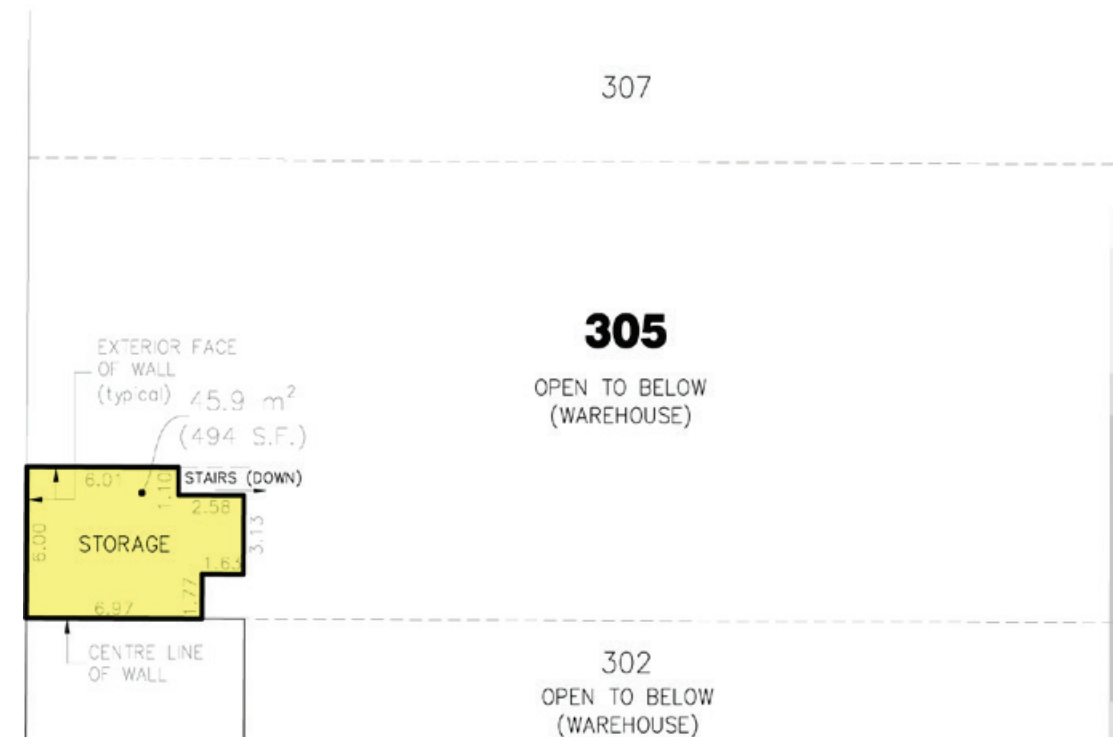 307
305
OPEN TO BELOW
(WAREHOUSE)
EXTERIOR FACE
OF WALL
(typical)
45.9 m²
(494 S.F.)
6.01
1.10
STAIRS (DOWN)
2.58
6.00
STORAGE
3.13
1.63
1.77
6.97
CENTRE LINE
OF WALL
302
OPEN TO BELOW
(WAREHOUSE)